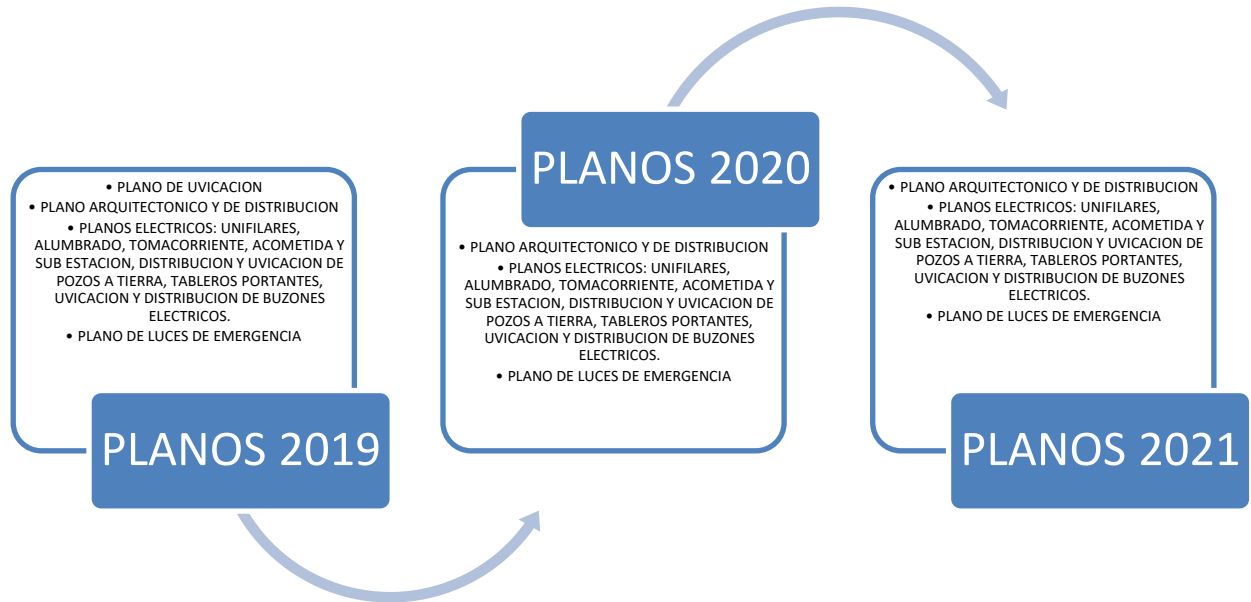 • PLANO DE UVICACION
• PLANO ARQUITECTONICO Y DE DISTRIBUCION
• PLANOS ELECTRICOS: UNIFILARES,
ALUMBRADO, TOMACORRIENTE, ACOMETIDA Y
SUB ESTACION, DISTRIBUCION Y UVICACION DE
POZOS A TIERRA, TABLEROS PORTANTES,
UVICACION Y DISTRIBUCION DE BUZONES
ELECTRICOS.
• PLANO DE LUCES DE EMERGENCIA
PLANOS 2019
PLANOS 2020
• PLANO ARQUITECTONICO Y DE DISTRIBUCION
• PLANOS ELECTRICOS: UNIFILARES,
ALUMBRADO, TOMACORRIENTE, ACOMETIDA Y
SUB ESTACION, DISTRIBUCION Y UVICACION DE
POZOS A TIERRA, TABLEROS PORTANTES,
UVICACION Y DISTRIBUCION DE BUZONES
ELECTRICOS.
• PLANO DE LUCES DE EMERGENCIA
• PLANO ARQUITECTONICO Y DE DISTRIBUCION
• PLANOS ELECTRICOS: UNIFILARES,
ALUMBRADO, TOMACORRIENTE, ACOMETIDA Y
SUB ESTACION, DISTRIBUCION Y UVICACION DE
POZOS A TIERRA, TABLEROS PORTANTES,
UVICACION Y DISTRIBUCION DE BUZONES
ELECTRICOS.
• PLANO DE LUCES DE EMERGENCIA
PLANOS 2021